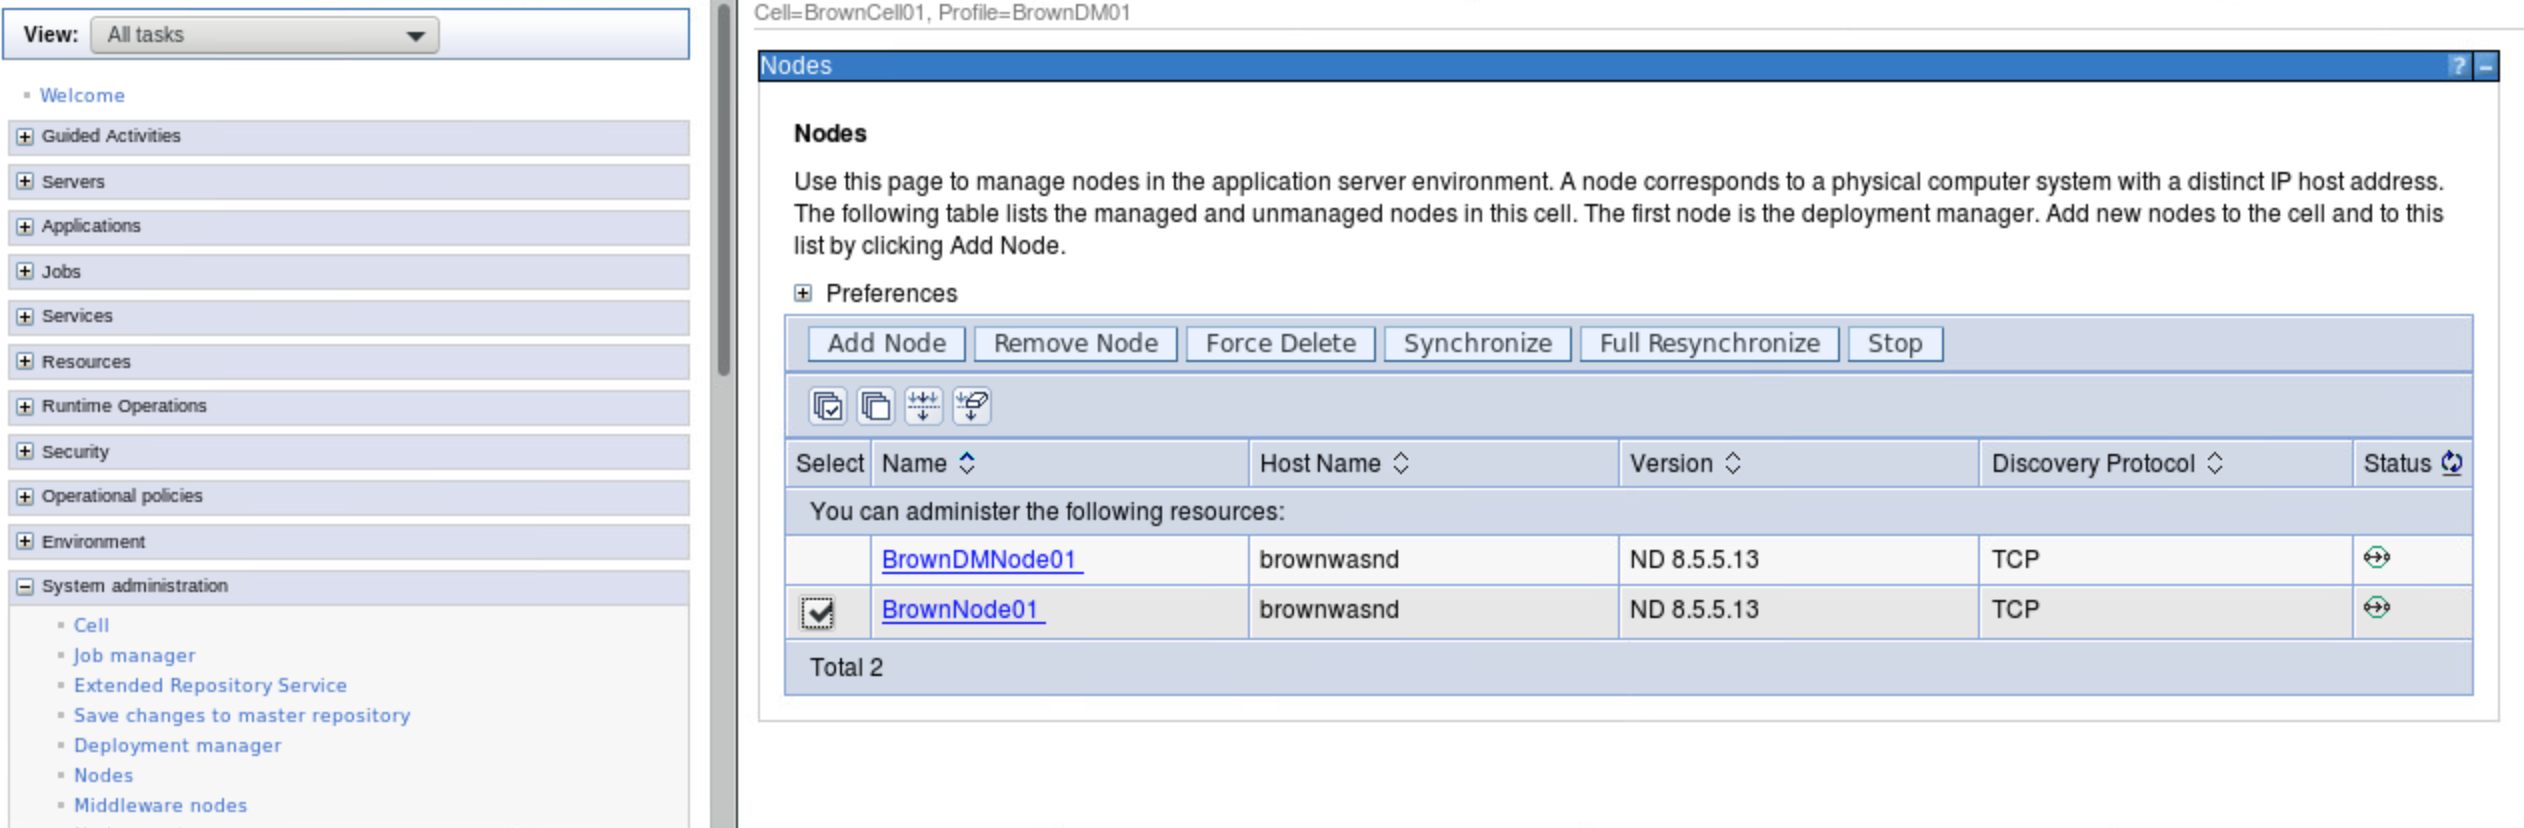 View: All tasks
Welcome
Guided Activities
Servers
Applications
Jobs
Services
Resources
Runtime Operations
Security
Operational policies
Environment
System administration
Cell
Job manager
Extended Repository Service
Save changes to master repository
Deployment manager
Nodes
Middleware nodes
Cell=BrownCell01, Profile=BrownDM01
Nodes ? –
Nodes
Use this page to manage nodes in the application server environment. A node corresponds to a physical computer system with a distinct IP host address.
The following table lists the managed and unmanaged nodes in this cell. The first node is the deployment manager. Add new nodes to the cell and to this
list by clicking Add Node.
Preferences
Add Node Remove Node Force Delete Synchronize Full Resynchronize Stop
Select Name Host Name Version Discovery Protocol Status
You can administer the following resources:
BrownDMNode01 brownwasnd ND 8.5.5.13 TCP
BrownNode01 brownwasnd ND 8.5.5.13 TCP
Total 2